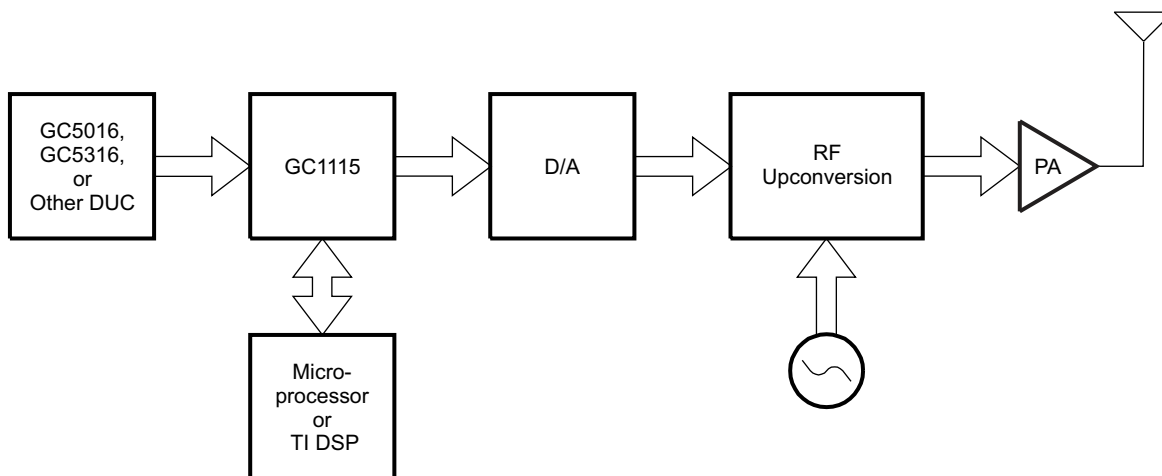 GC5016,
GC5316,
or
Other DUC
GC1115
D/A
RF
Upconversion
PA
Micro-
processor
or
TI DSP